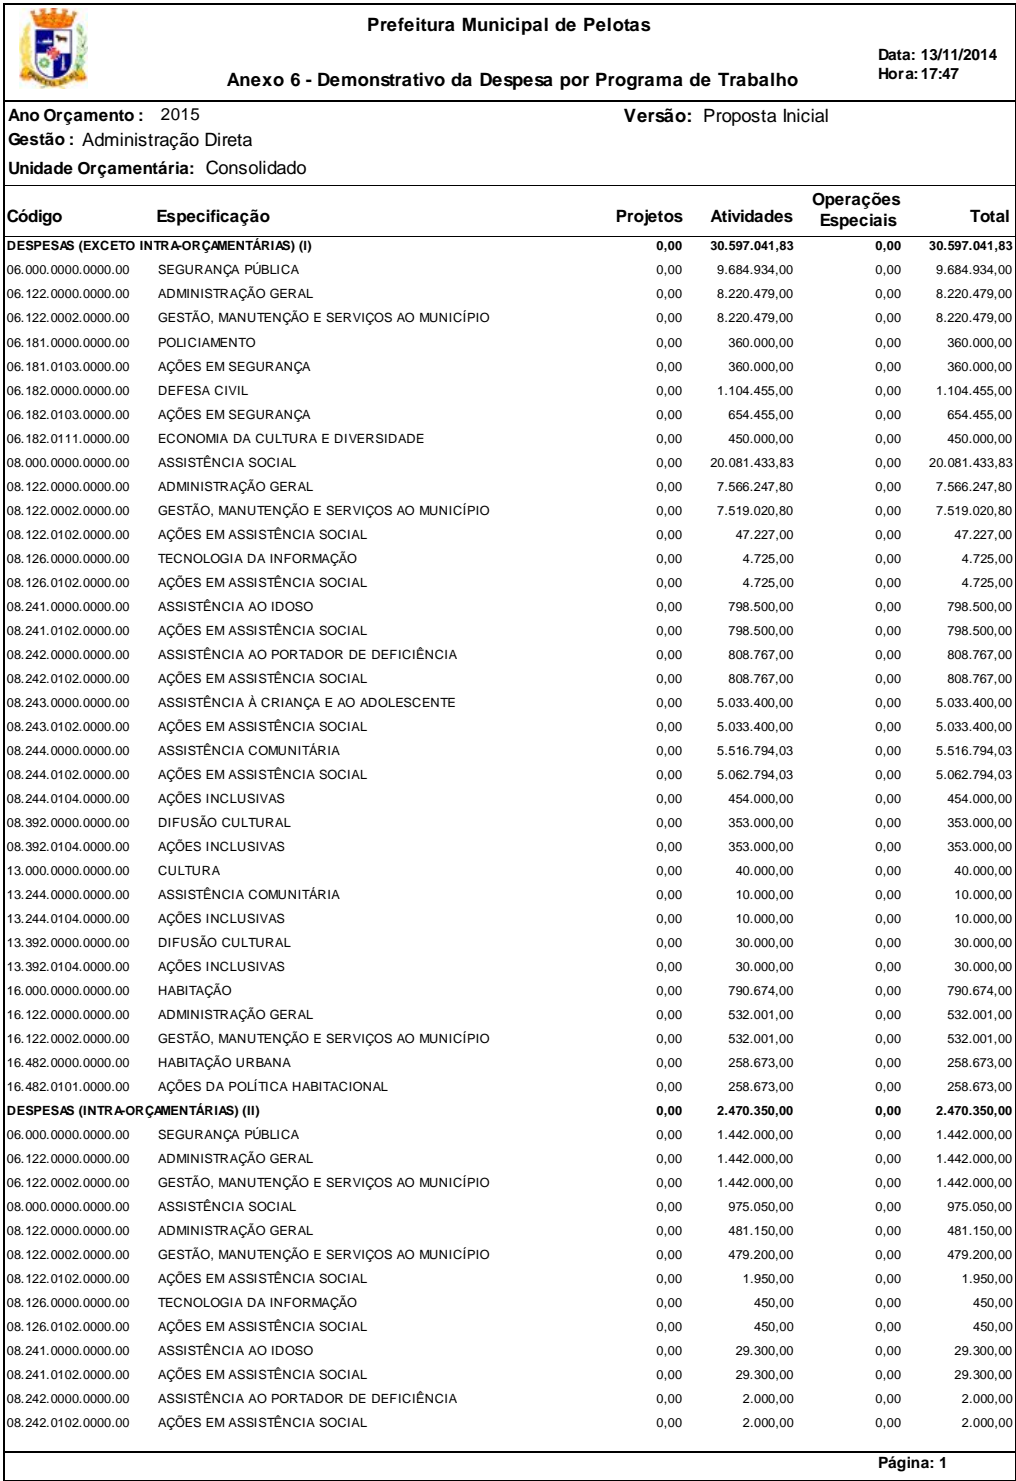 Prefeitura Municipal de Pelotas
Data: 13/11/2014
Anexo 6 - Demonstrativo da Despesa por Programa de Trabalho
Hora: 17:47
Ano Orçamento : 2015 Versão: Proposta Inicial
Gestão : Administração Direta
Unidade Orçamentária: Consolidado
Código Especificação Projetos Atividades Operações Especiais Total
DESPESAS (EXCETO INTRA-ORÇAMENTÁRIAS) (I) 0,00 30.597.041,83 0,00 30.597.041,83
06.000.0000.0000.00 SEGURANÇA PÚBLICA 0,00 9.684.934,00 0,00 9.684.934,00
06.122.0000.0000.00 ADMINISTRAÇÃO GERAL 0,00 8.220.479,00 0,00 8.220.479,00
06.122.0002.0000.00 GESTÃO, MANUTENÇÃO E SERVIÇOS AO MUNICÍPIO 0,00 8.220.479,00 0,00 8.220.479,00
06.181.0000.0000.00 POLICIAMENTO 0,00 360.000,00 0,00 360.000,00
06.181.0103.0000.00 AÇÕES EM SEGURANÇA 0,00 360.000,00 0,00 360.000,00
06.182.0000.0000.00 DEFESA CIVIL 0,00 1.104.455,00 0,00 1.104.455,00
06.182.0103.0000.00 AÇÕES EM SEGURANÇA 0,00 654.455,00 0,00 654.455,00
06.182.0111.0000.00 ECONOMIA DA CULTURA E DIVERSIDADE 0,00 450.000,00 0,00 450.000,00
08.000.0000.0000.00 ASSISTÊNCIA SOCIAL 0,00 20.081.433,83 0,00 20.081.433,83
08.122.0000.0000.00 ADMINISTRAÇÃO GERAL 0,00 7.566.247,80 0,00 7.566.247,80
08.122.0002.0000.00 GESTÃO, MANUTENÇÃO E SERVIÇOS AO MUNICÍPIO 0,00 7.519.020,80 0,00 7.519.020,80
08.122.0102.0000.00 AÇÕES EM ASSISTÊNCIA SOCIAL 0,00 47.227,00 0,00 47.227,00
08.126.0000.0000.00 TECNOLOGIA DA INFORMAÇÃO 0,00 4.725,00 0,00 4.725,00
08.126.0102.0000.00 AÇÕES EM ASSISTÊNCIA SOCIAL 0,00 4.725,00 0,00 4.725,00
08.241.0000.0000.00 ASSISTÊNCIA AO IDOSO 0,00 798.500,00 0,00 798.500,00
08.241.0102.0000.00 AÇÕES EM ASSISTÊNCIA SOCIAL 0,00 798.500,00 0,00 798.500,00
08.242.0000.0000.00 ASSISTÊNCIA AO PORTADOR DE DEFICIÊNCIA 0,00 808.767,00 0,00 808.767,00
08.242.0102.0000.00 AÇÕES EM ASSISTÊNCIA SOCIAL 0,00 808.767,00 0,00 808.767,00
08.243.0000.0000.00 ASSISTÊNCIA À CRIANÇA E AO ADOLESCENTE 0,00 5.033.400,00 0,00 5.033.400,00
08.243.0102.0000.00 AÇÕES EM ASSISTÊNCIA SOCIAL 0,00 5.033.400,00 0,00 5.033.400,00
08.244.0000.0000.00 ASSISTÊNCIA COMUNITÁRIA 0,00 5.516.794,03 0,00 5.516.794,03
08.244.0102.0000.00 AÇÕES EM ASSISTÊNCIA SOCIAL 0,00 5.062.794,03 0,00 5.062.794,03
08.244.0104.0000.00 AÇÕES INCLUSIVAS 0,00 454.000,00 0,00 454.000,00
08.392.0000.0000.00 DIFUSÃO CULTURAL 0,00 353.000,00 0,00 353.000,00
08.392.0104.0000.00 AÇÕES INCLUSIVAS 0,00 353.000,00 0,00 353.000,00
13.000.0000.0000.00 CULTURA 0,00 40.000,00 0,00 40.000,00
13.244.0000.0000.00 ASSISTÊNCIA COMUNITÁRIA 0,00 10.000,00 0,00 10.000,00
13.244.0104.0000.00 AÇÕES INCLUSIVAS 0,00 10.000,00 0,00 10.000,00
13.392.0000.0000.00 DIFUSÃO CULTURAL 0,00 30.000,00 0,00 30.000,00
13.392.0104.0000.00 AÇÕES INCLUSIVAS 0,00 30.000,00 0,00 30.000,00
16.000.0000.0000.00 HABITAÇÃO 0,00 790.674,00 0,00 790.674,00
16.122.0000.0000.00 ADMINISTRAÇÃO GERAL 0,00 532.001,00 0,00 532.001,00
16.122.0002.0000.00 GESTÃO, MANUTENÇÃO E SERVIÇOS AO MUNICÍPIO 0,00 532.001,00 0,00 532.001,00
16.482.0000.0000.00 HABITAÇÃO URBANA 0,00 258.673,00 0,00 258.673,00
16.482.0101.0000.00 AÇÕES DA POLÍTICA HABITACIONAL 0,00 258.673,00 0,00 258.673,00
DESPESAS (INTRA-ORÇAMENTÁRIAS) (II) 0,00 2.470.350,00 0,00 2.470.350,00
06.000.0000.0000.00 SEGURANÇA PÚBLICA 0,00 1.442.000,00 0,00 1.442.000,00
06.122.0000.0000.00 ADMINISTRAÇÃO GERAL 0,00 1.442.000,00 0,00 1.442.000,00
06.122.0002.0000.00 GESTÃO, MANUTENÇÃO E SERVIÇOS AO MUNICÍPIO 0,00 1.442.000,00 0,00 1.442.000,00
08.000.0000.0000.00 ASSISTÊNCIA SOCIAL 0,00 975.050,00 0,00 975.050,00
08.122.0000.0000.00 ADMINISTRAÇÃO GERAL 0,00 481.150,00 0,00 481.150,00
08.122.0002.0000.00 GESTÃO, MANUTENÇÃO E SERVIÇOS AO MUNICÍPIO 0,00 479.200,00 0,00 479.200,00
08.122.0102.0000.00 AÇÕES EM ASSISTÊNCIA SOCIAL 0,00 1.950,00 0,00 1.950,00
08.126.0000.0000.00 TECNOLOGIA DA INFORMAÇÃO 0,00 450,00 0,00 450,00
08.126.0102.0000.00 AÇÕES EM ASSISTÊNCIA SOCIAL 0,00 450,00 0,00 450,00
08.241.0000.0000.00 ASSISTÊNCIA AO IDOSO 0,00 29.300,00 0,00 29.300,00
08.241.0102.0000.00 AÇÕES EM ASSISTÊNCIA SOCIAL 0,00 29.300,00 0,00 29.300,00
08.242.0000.0000.00 ASSISTÊNCIA AO PORTADOR DE DEFICIÊNCIA 0,00 2.000,00 0,00 2.000,00
08.242.0102.0000.00 AÇÕES EM ASSISTÊNCIA SOCIAL 0,00 2.000,00 0,00 2.000,00
Página: 1